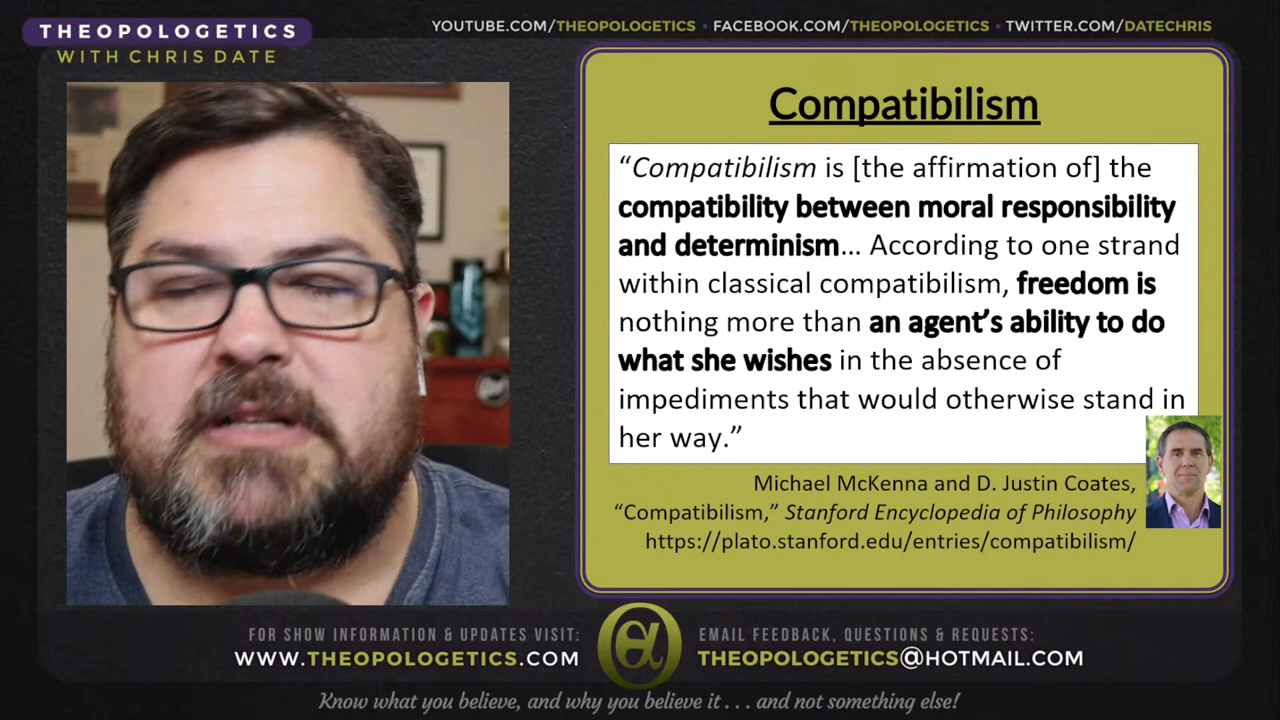 THEOPOLOGETICS
WITH CHRIS DATE
YOUTUBE.COM/THEOPOLOGETICS • FACEBOOK.COM/THEOPOLOGETICS • TWITTER.COM/DATECHRIS
Compatibilism
“Compatibilism is [the affirmation of] the
compatibility between moral responsibility
and determinism… According to one strand
within classical compatibilism, freedom is
nothing more than an agent’s ability to do
what she wishes in the absence of
impediments that would otherwise stand in
her way.”
Michael McKenna and D. Justin Coates,
“Compatibilism,” Stanford Encyclopedia of Philosophy
https://plato.stanford.edu/entries/compatibilism/
FOR SHOW INFORMATION & UPDATES VISIT:
WWW.THEOPOLOGETICS.COM
EMAIL FEEDBACK, QUESTIONS & REQUESTS:
THEOPOLOGETICS@HOTMAIL.COM
Know what you believe, and why you believe it . . . and not something else!